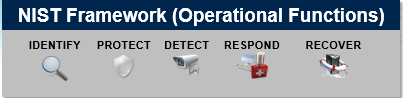 NIST Framework (Operational Functions)
IDENTIFY PROTECT DETECT RESPOND RECOVER